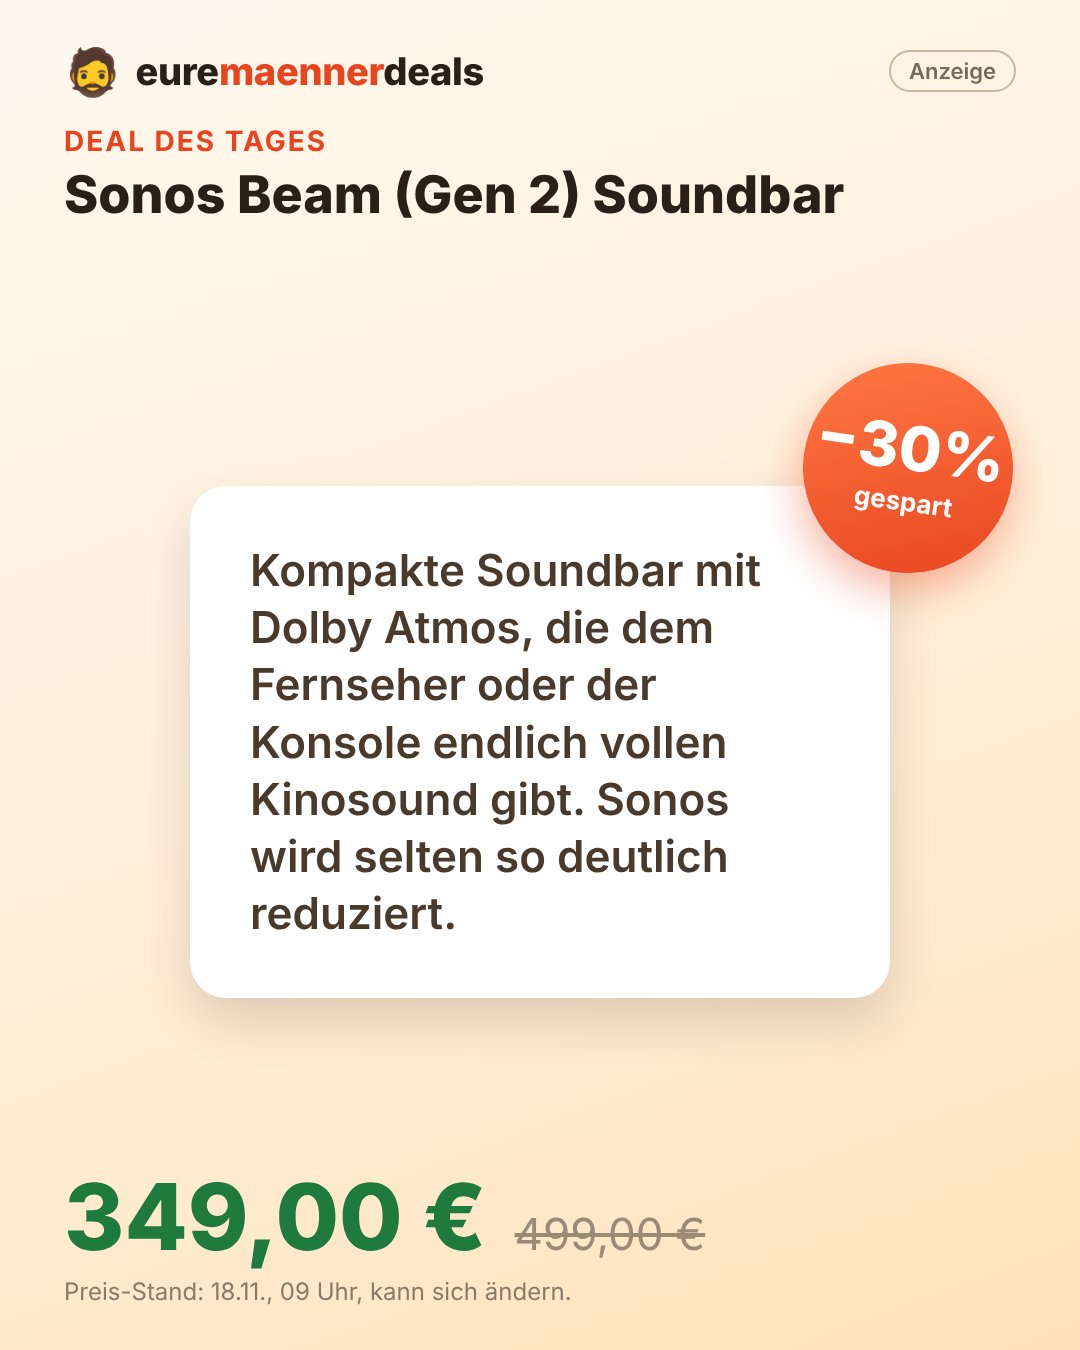 euremaennerdeals
Anzeige
DEAL DES TAGES
Sonos Beam (Gen 2) Soundbar
−30%
gespart
Kompakte Soundbar mit
Dolby Atmos, die dem
Fernseher oder der
Konsole endlich vollen
Kinosound gibt. Sonos
wird selten so deutlich
reduziert.
349,00 € 499,00 €
Preis-Stand: 18.11., 09 Uhr, kann sich ändern.